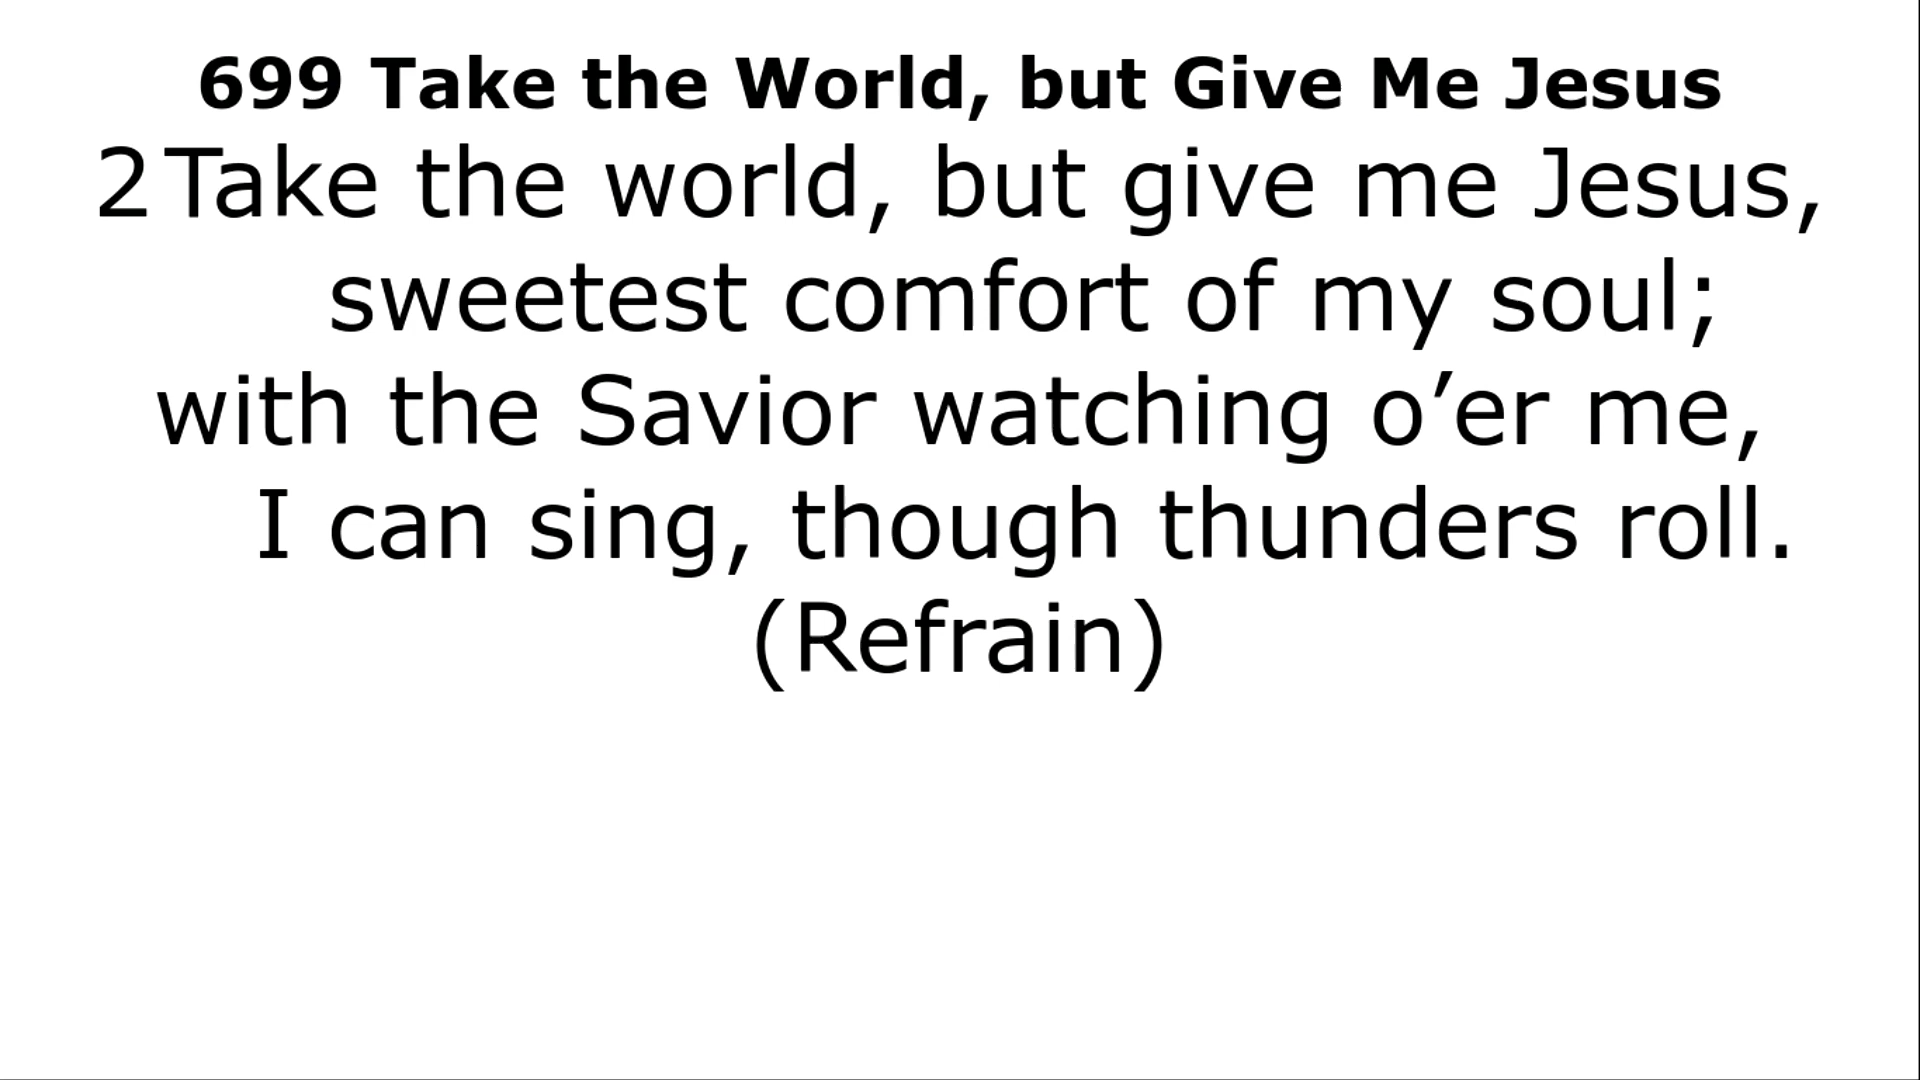 699 Take the World, but Give Me Jesus
2 Take the world, but give me Jesus,
sweetest comfort of my soul;
with the Savior watching o’er me,
I can sing, though thunders roll.
(Refrain)